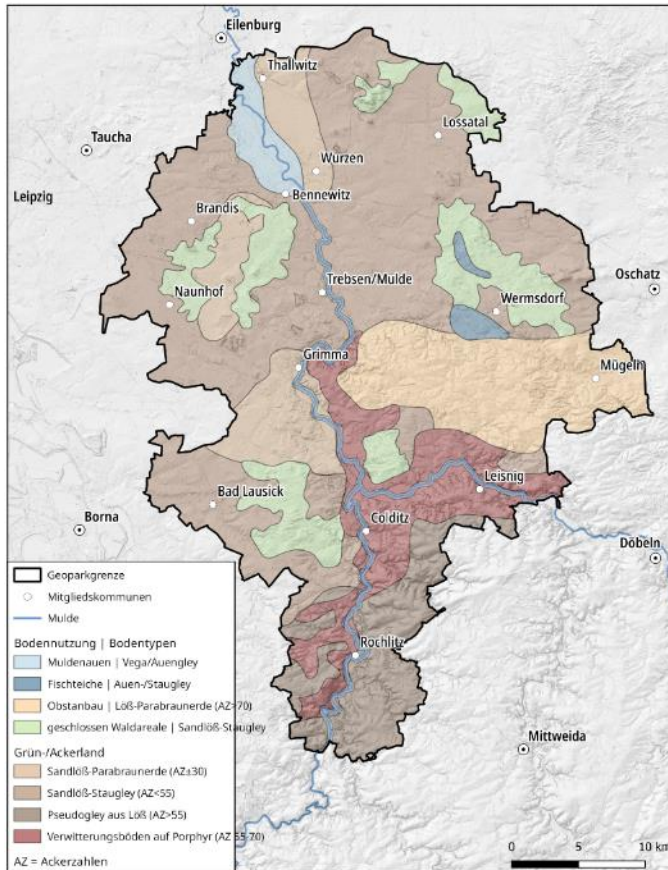 Eilenburg
Thallwitz
Taucha
Lossatal
Wurzen
Leipzig
Bennewitz
Brandis
Oschatz
Trebsen/Mulde
Naunhof
Wermsdorf
Grimma
Mügeln
Leisnig
Bad Lausick
Borna
Colditz
Döbeln
Rochlitz
Mittweida
Geoparkgrenze
Mitgliedskommunen
Mulde
Bodennutzung | Bodentypen
Muldenauen | Vega/Auengley
Fischteiche | Auen-/Staugley
Obstanbau | Löß-Parabraunerde (AZ>70)
geschlossen Waldareale | Sandlöß-Staugley
Grün-/Ackerland
Sandlöß-Parabraunerde (AZ±30)
Sandlöß-Staugley (AZ<55)
Pseudogley aus Löß (AZ>55)
Verwitterungsböden auf Porphyr (AZ 55-70)
AZ = Ackerzahlen
0 5 10 km